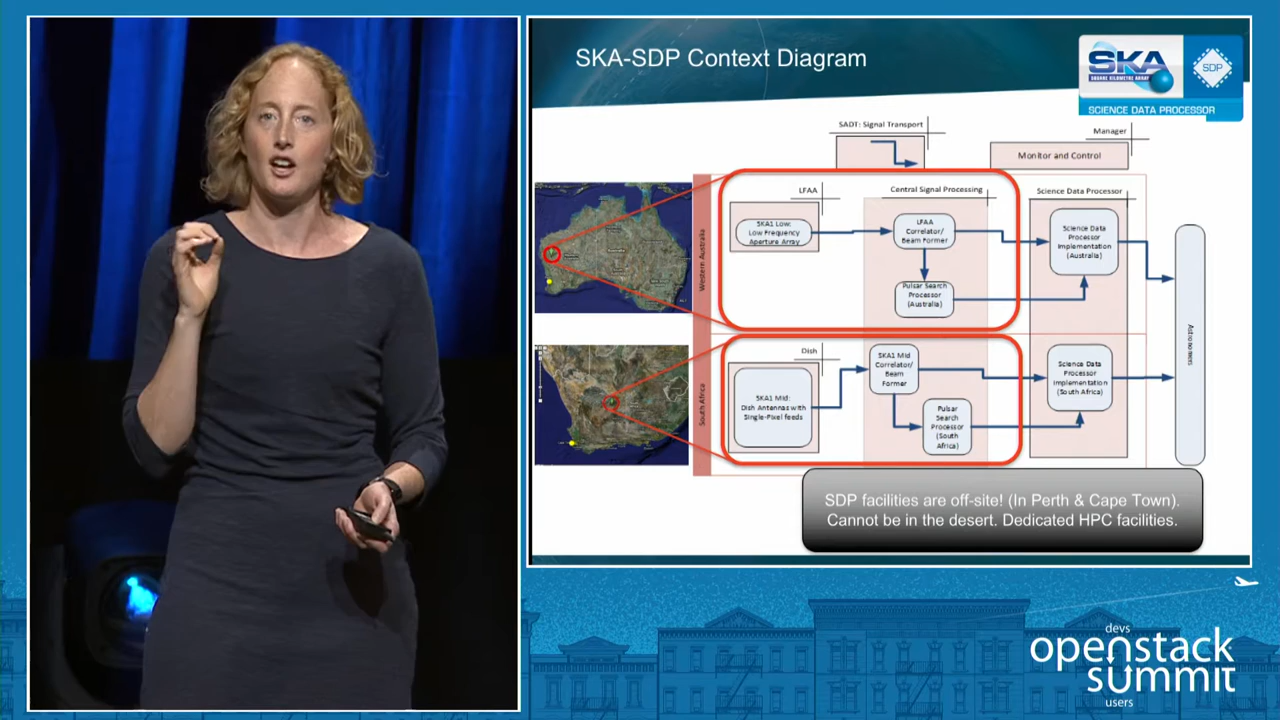 SKA-SDP Context Diagram
SKA
SQUARE KILOMETRE ARRAY
SDP
SCIENCE DATA PROCESSOR
SADT: Signal Transport
Manager
Monitor and Control
LFAA
Central Signal Processing
Science Data Processor
Western Australia
SKA1 Low:
Low Frequency
Aperture Array
LFAA
Correlator/
Beam Former
Pulsar Search
Processor
(Australia)
Science Data
Processor
Implementation
(Australia)
Astronomers
South Africa
Dish
SKA1 Mid:
Dish Antennas with
Single-Pixel feeds
SKA1 Mid
Correlator/
Beam
Former
Pulsar
Search
Processor
(South
Africa)
Science Data
Processor
Implementation
(South Africa)
SDP facilities are off-site! (In Perth & Cape Town).
Cannot be in the desert. Dedicated HPC facilities.
devs
openstack
summit
users